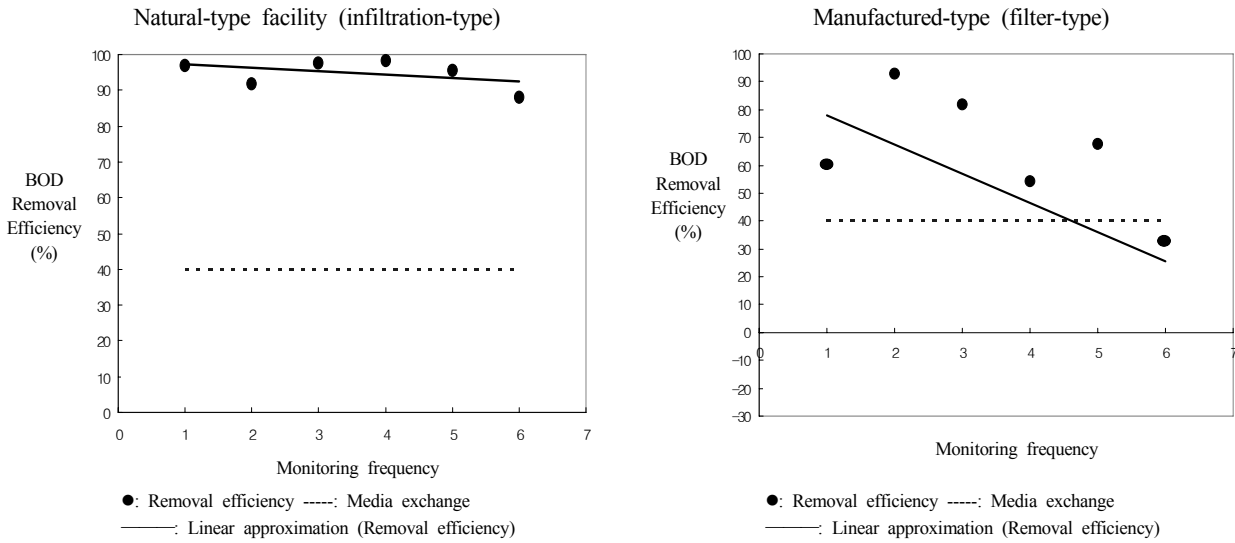 Natural-type facility (infiltration-type)
100
90
80
70
60
50
40
30
20
10
0
BOD
Removal
Efficiency
(%)
0 1 2 3 4 5 6 7
Monitoring frequency
●: Removal efficiency -----: Media exchange
———: Linear approximation (Removal efficiency)
Manufactured-type (filter-type)
100
90
80
70
60
50
40
30
20
10
0
-10
-20
-30
BOD
Removal
Efficiency
(%)
0 1 2 3 4 5 6 7
Monitoring frequency
●: Removal efficiency -----: Media exchange
———: Linear approximation (Removal efficiency)